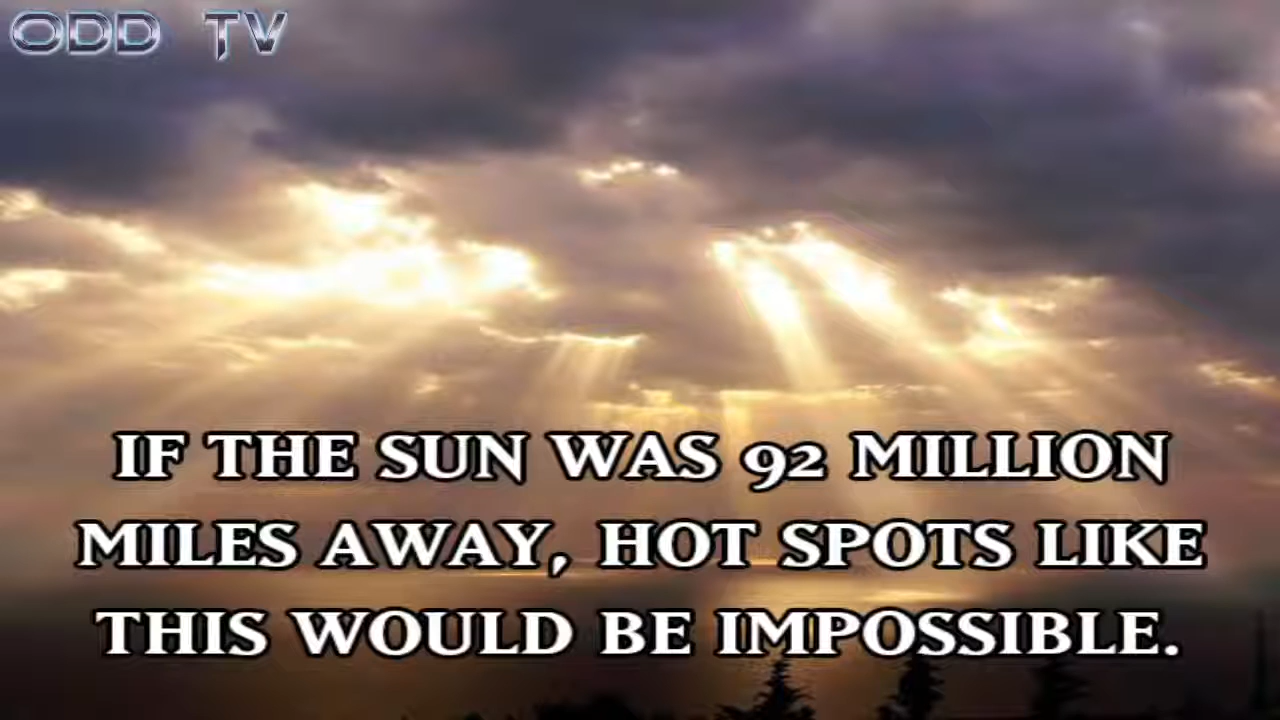 ODD TV
IF THE SUN WAS 92 MILLION
MILES AWAY, HOT SPOTS LIKE
THIS WOULD BE IMPOSSIBLE.